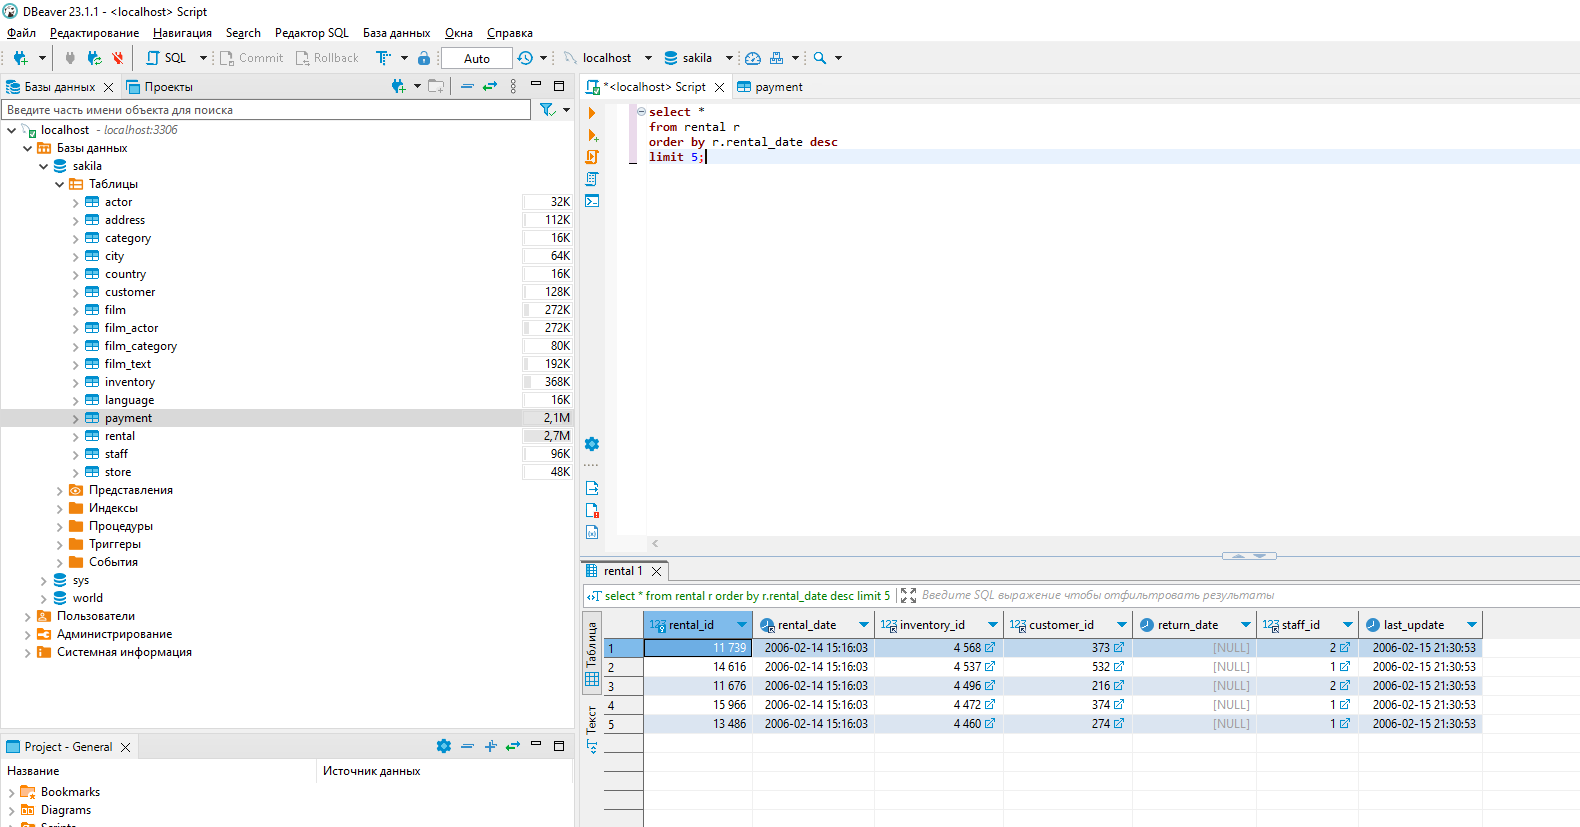 DBeaver 23.1.1 - <localhost> Script
Файл Редактирование Навигация Search Редактор SQL База данных Окна Справка
SQL Commit Rollback Auto localhost sakila
Базы данных Проекты
Введите часть имени объекта для поиска
localhost - localhost:3306
Базы данных
sakila
Таблицы
actor 32K
address 112K
category 16K
city 64K
country 16K
customer 128K
film 272K
film_actor 272K
film_category 80K
film_text 192K
inventory 368K
language 16K
payment 2,1M
rental 2,7M
staff 96K
store 48K
Представления
Индексы
Процедуры
Триггеры
События
sys
world
Пользователи
Администрирование
Системная информация
Project - General
Название Источник данных
Bookmarks
Diagrams
Scripts
*<localhost> Script payment
select *
from rental r
order by r.rental_date desc
limit 5;
rental 1
select * from rental r order by r.rental_date desc limit 5 Введите SQL выражение чтобы отфильтровать результаты
Таблица
Текст
rental_id rental_date inventory_id customer_id return_date staff_id last_update
1 11 739 2006-02-14 15:16:03 4 568 373 [NULL] 2 2006-02-15 21:30:53
2 14 616 2006-02-14 15:16:03 4 537 532 [NULL] 1 2006-02-15 21:30:53
3 11 676 2006-02-14 15:16:03 4 496 216 [NULL] 2 2006-02-15 21:30:53
4 15 966 2006-02-14 15:16:03 4 472 374 [NULL] 1 2006-02-15 21:30:53
5 13 486 2006-02-14 15:16:03 4 460 274 [NULL] 1 2006-02-15 21:30:53